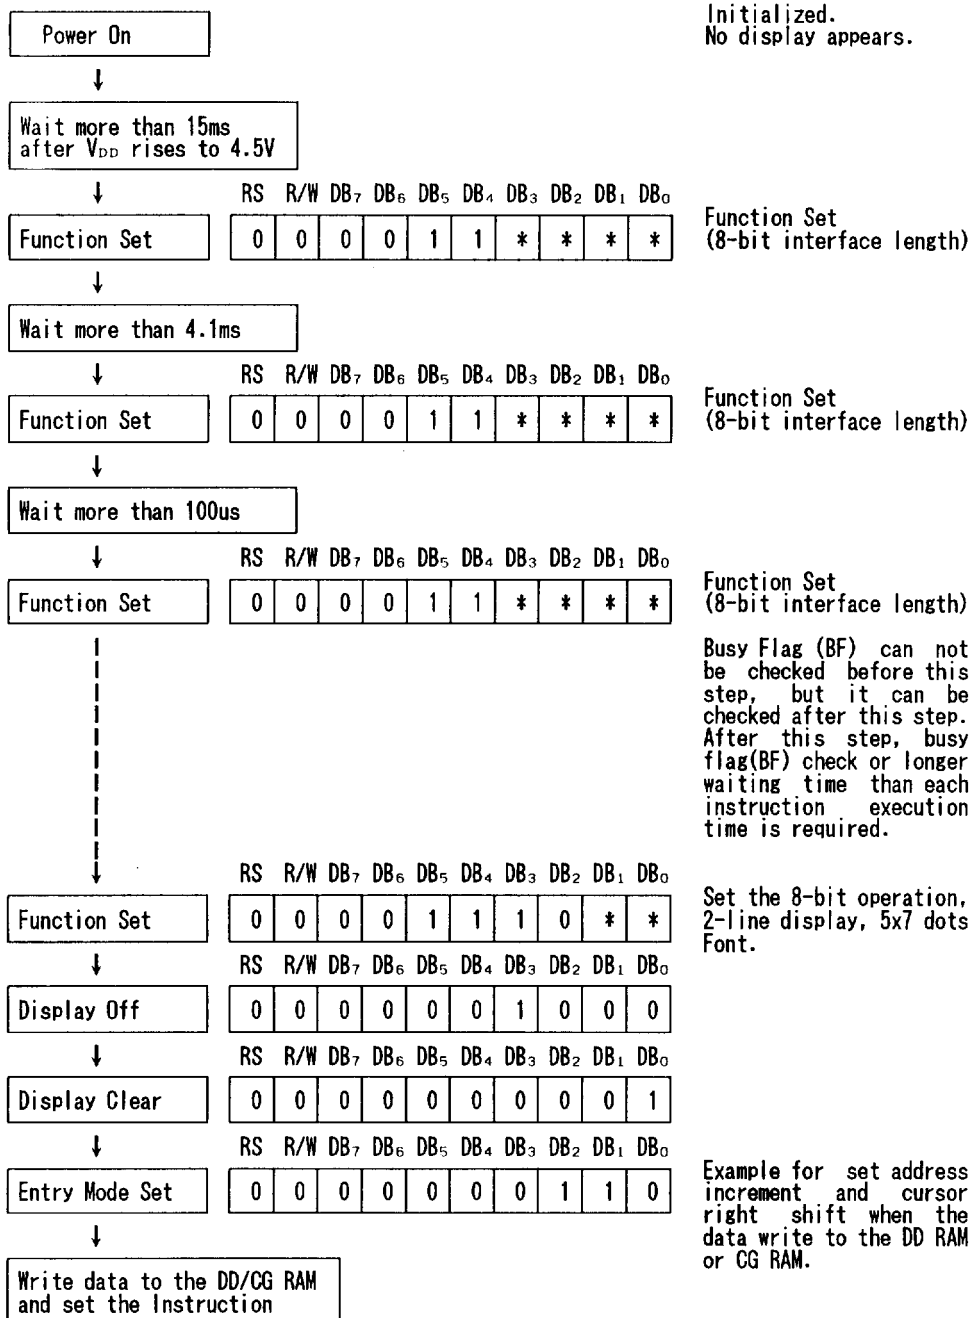 Power On
Initialized.
No display appears.
↓
Wait more than 15ms
after VDD rises to 4.5V
↓
RS R/W DB7 DB6 DB5 DB4 DB3 DB2 DB1 DB0
Function Set
0 0 0 0 1 1 * * * *
Function Set
(8-bit interface length)
↓
Wait more than 4.1ms
↓
RS R/W DB7 DB6 DB5 DB4 DB3 DB2 DB1 DB0
Function Set
0 0 0 0 1 1 * * * *
Function Set
(8-bit interface length)
↓
Wait more than 100us
↓
RS R/W DB7 DB6 DB5 DB4 DB3 DB2 DB1 DB0
Function Set
0 0 0 0 1 1 * * * *
Function Set
(8-bit interface length)
Busy Flag (BF) can not
be checked before this
step, but it can be
checked after this step.
After this step, busy
flag(BF) check or longer
waiting time than each
instruction execution
time is required.
↓
RS R/W DB7 DB6 DB5 DB4 DB3 DB2 DB1 DB0
Function Set
0 0 0 0 1 1 1 0 * *
Set the 8-bit operation,
2-line display, 5x7 dots
Font.
↓
RS R/W DB7 DB6 DB5 DB4 DB3 DB2 DB1 DB0
Display Off
0 0 0 0 0 0 1 0 0 0
↓
RS R/W DB7 DB6 DB5 DB4 DB3 DB2 DB1 DB0
Display Clear
0 0 0 0 0 0 0 0 0 1
↓
RS R/W DB7 DB6 DB5 DB4 DB3 DB2 DB1 DB0
Entry Mode Set
0 0 0 0 0 0 0 1 1 0
Example for set address
increment and cursor
right shift when the
data write to the DD RAM
or CG RAM.
↓
Write data to the DD/CG RAM
and set the Instruction